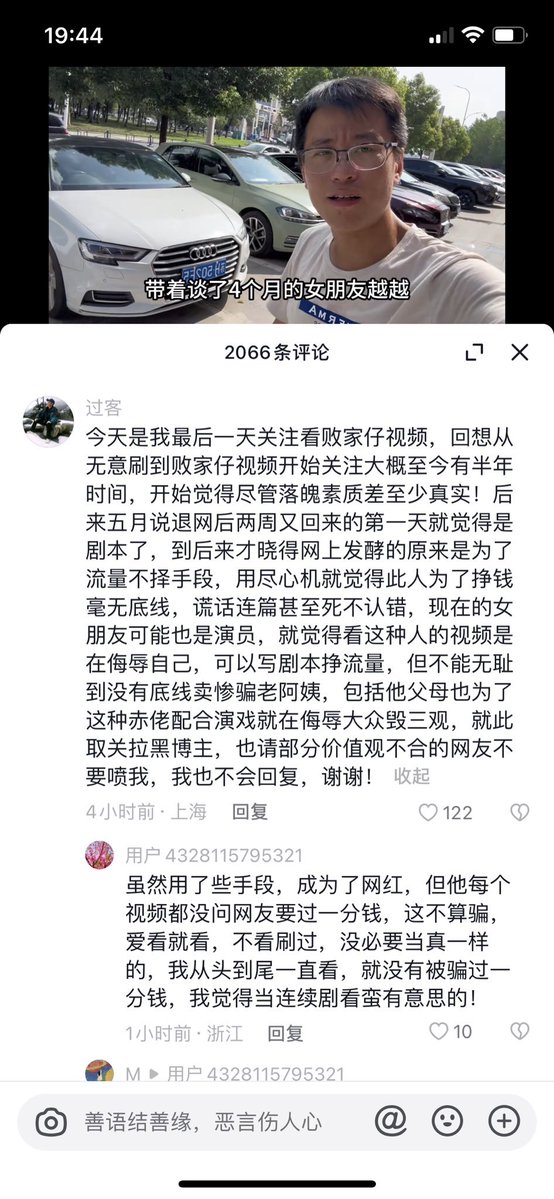 19:44
带着谈了4个月的女朋友越越
2066条评论
过客
今天是我最后一天关注看败家仔视频，回想从
无意刷到败家仔视频开始关注大概至今有半年
时间，开始觉得尽管落魄素质差至少真实！后
来五月说退网后两周又回来的第一天就觉得是
剧本了，到后来才晓得网上发酵的原来是为了
流量不择手段，用尽心机就觉得此人为了挣钱
毫无底线，谎话连篇甚至死不认错，现在的女
朋友可能也是演员，就觉得看这种人的视频是
在侮辱自己，可以写剧本挣流量，但不能无耻
到没有底线卖惨骗老阿姨，包括他父母也为了
这种赤佬配合演戏就在侮辱大众毁三观，就此
取关拉黑博主，也请部分价值观不合的网友不
要喷我，我也不会回复，谢谢！ 收起
4小时前·上海 回复 122
用户4328115795321
虽然用了些手段，成为了网红，但他每个
视频都没问网友要过一分钱，这不算骗，
爱看就看，不看刷过，没必要当真一样
的，我从头到尾一直看，就没有被骗过一
分钱，我觉得当连续剧看蛮有意思的！
1小时前·浙江 回复 10
M ▶ 用户4328115795321
善语结善缘，恶言伤人心